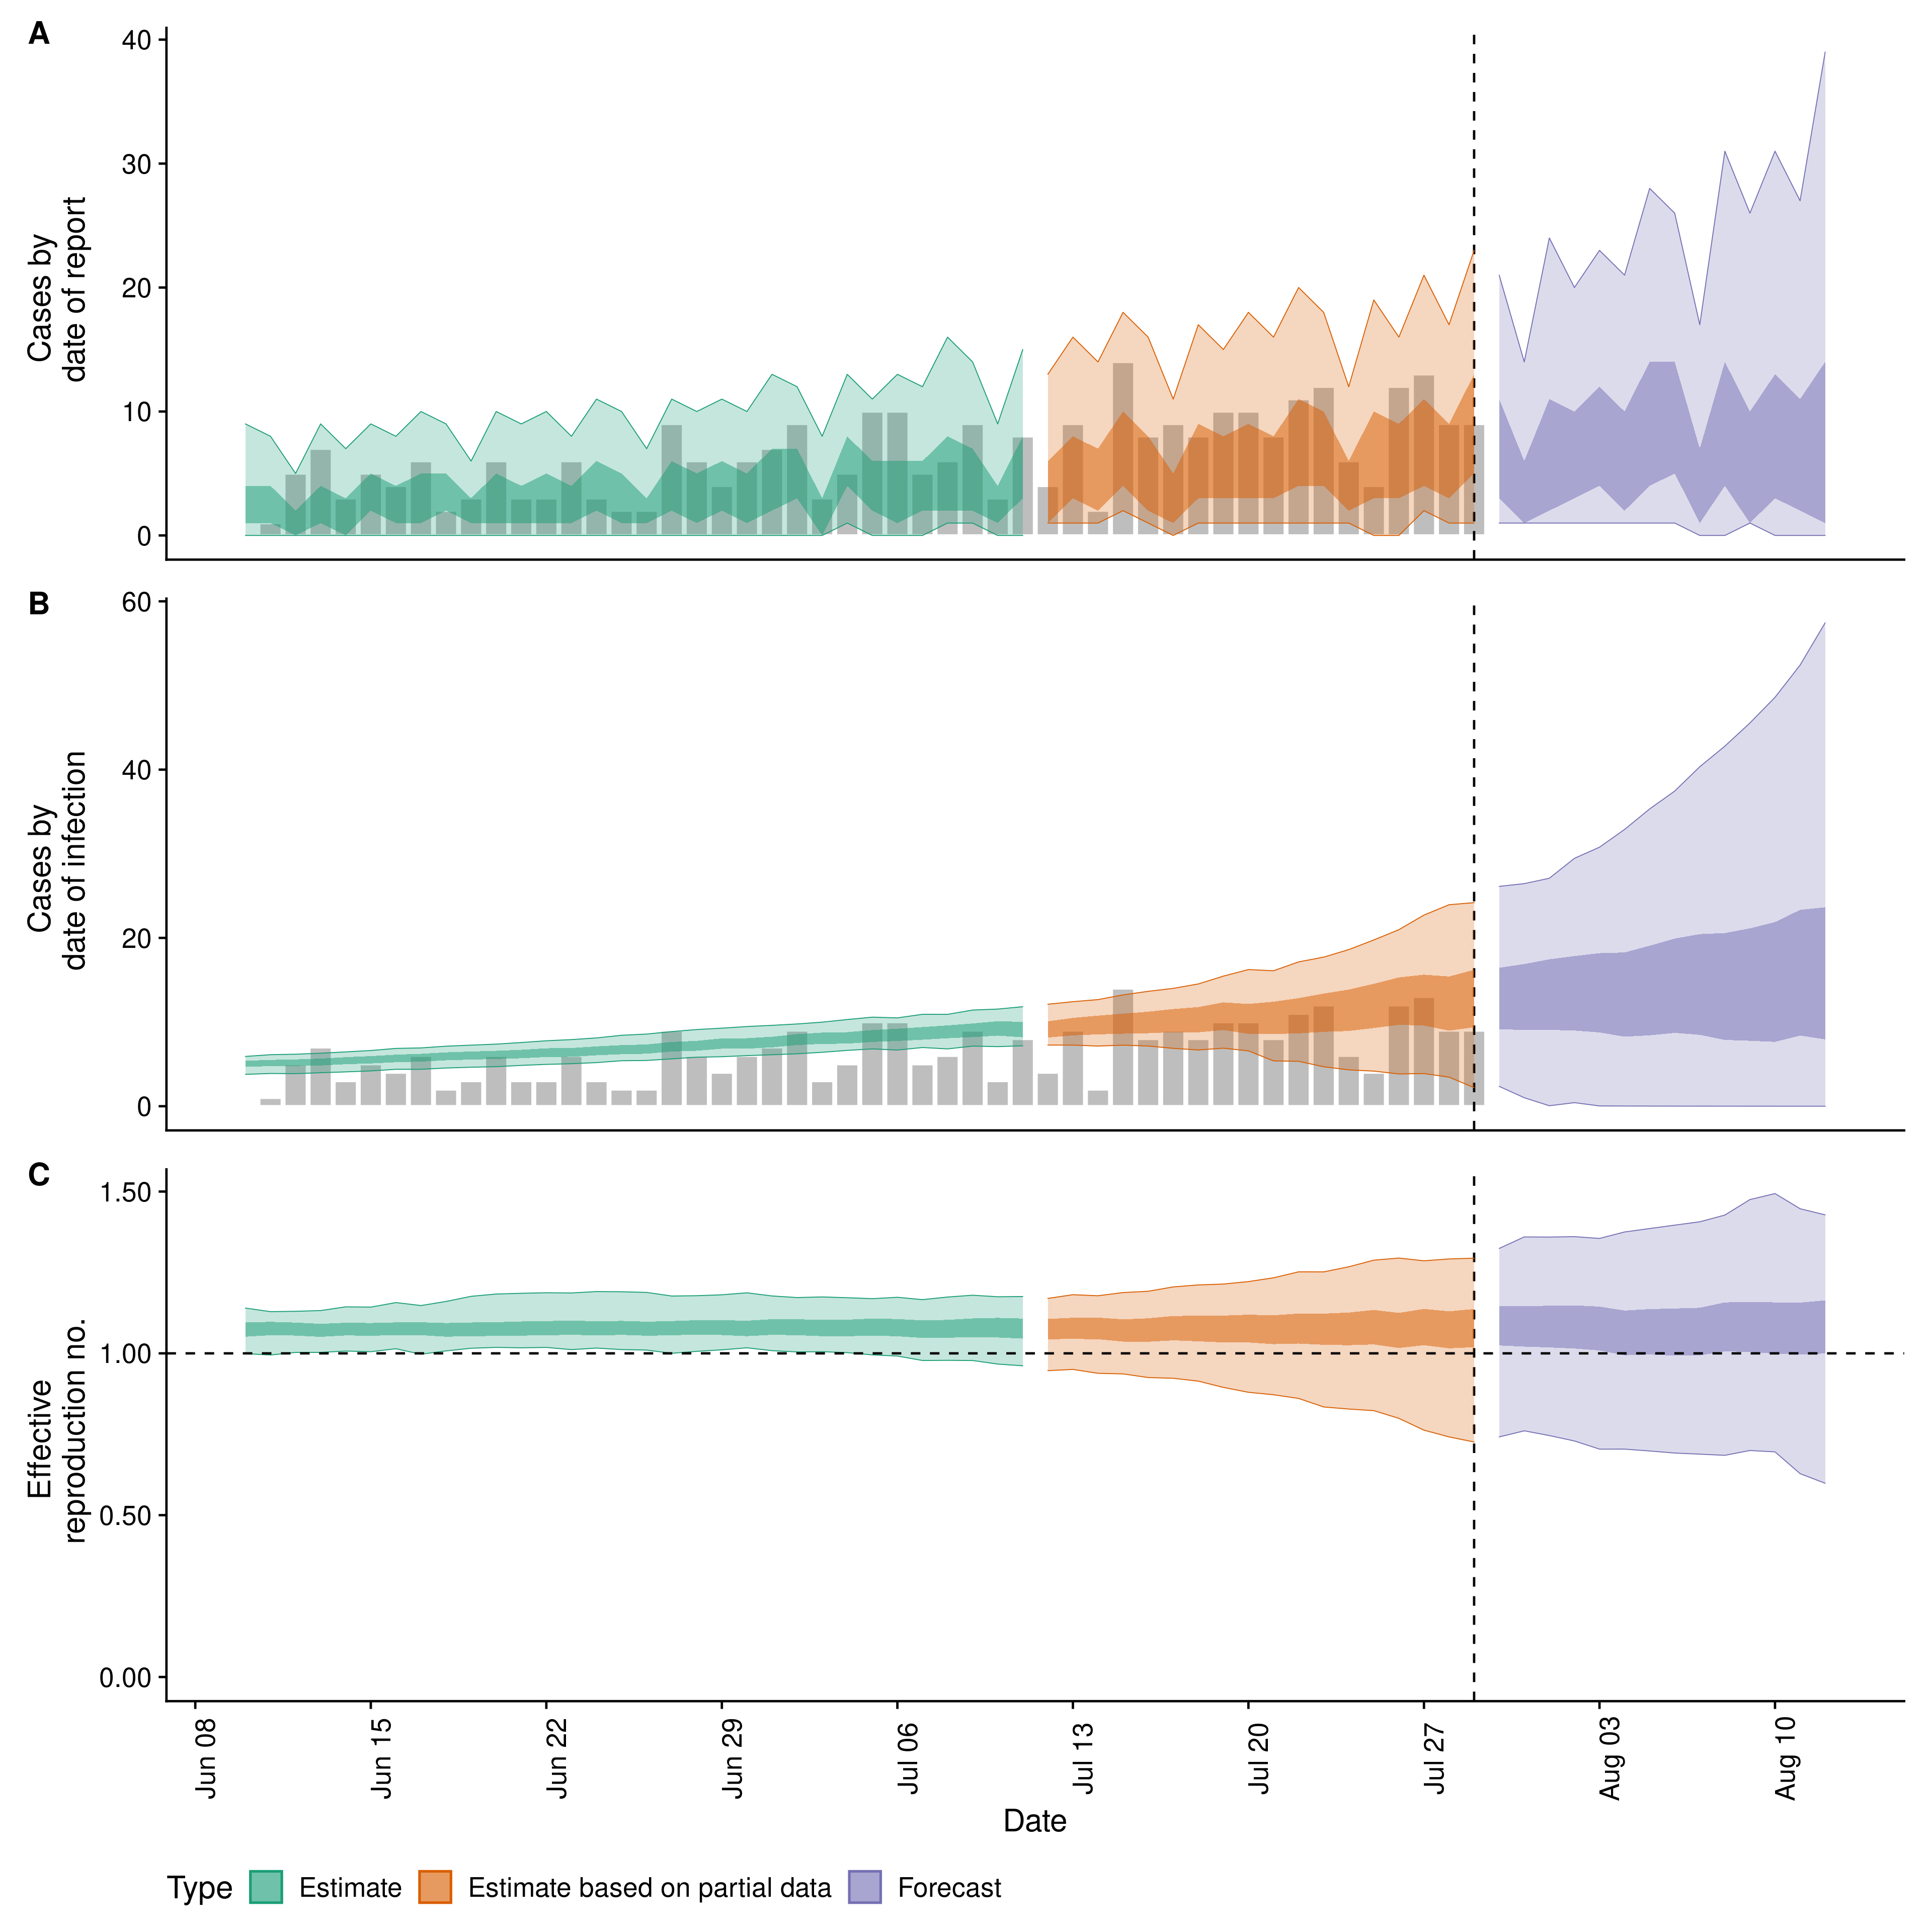 A
40
30
20
10
0
Cases by
date of report
B
60
40
20
0
Cases by
date of infection
C
1.50
1.00
0.50
0.00
Effective
reproduction no.
Jun 08
Jun 15
Jun 22
Jun 29
Jul 06
Jul 13
Jul 20
Jul 27
Aug 03
Aug 10
Date
Type Estimate Estimate based on partial data Forecast